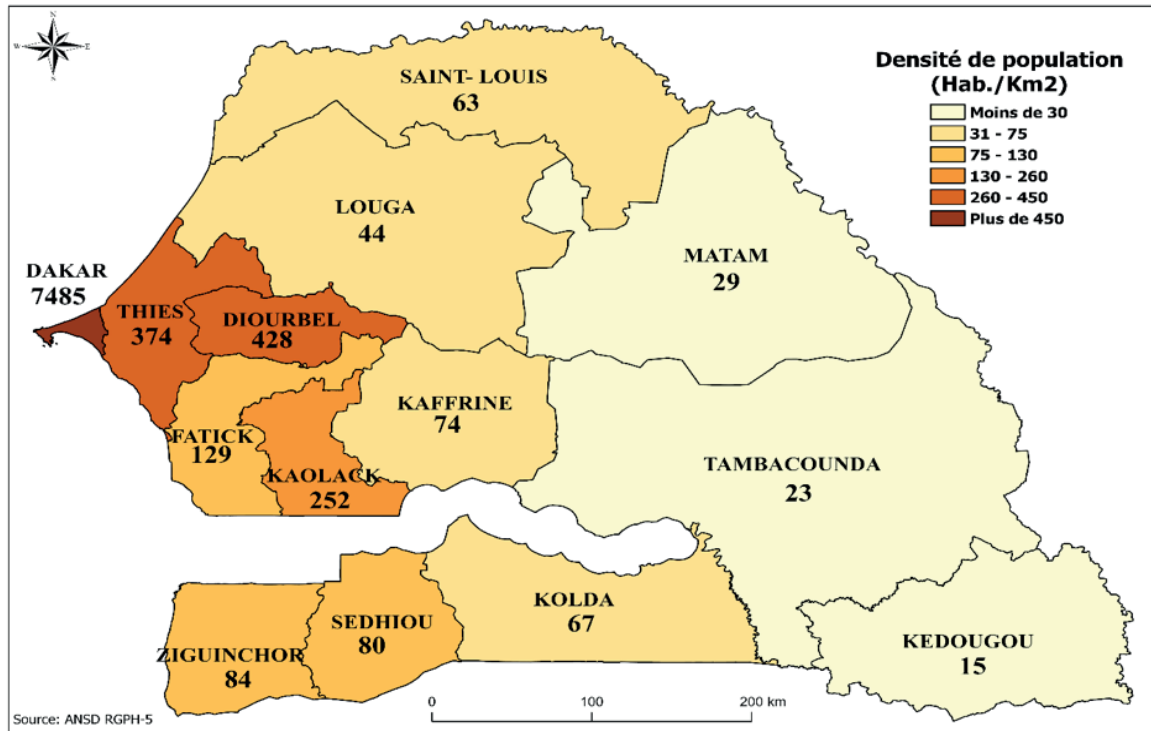 N
W
E
N
Densité de population
(Hab./Km2)
Moins de 30
31 - 75
75 - 130
130 - 260
260 - 450
Plus de 450
SAINT- LOUIS
63
LOUGA
44
MATAM
29
DAKAR
7485
THIES
374
DIOURBEL
428
KAFFRINE
74
FATICK
129
KAOLACK
252
TAMBACOUNDA
23
KOLDA
67
SEDHIOU
80
ZIGUINCHOR
84
KEDOUGOU
15
Source: ANSD RGPH-5
0 100 200 km